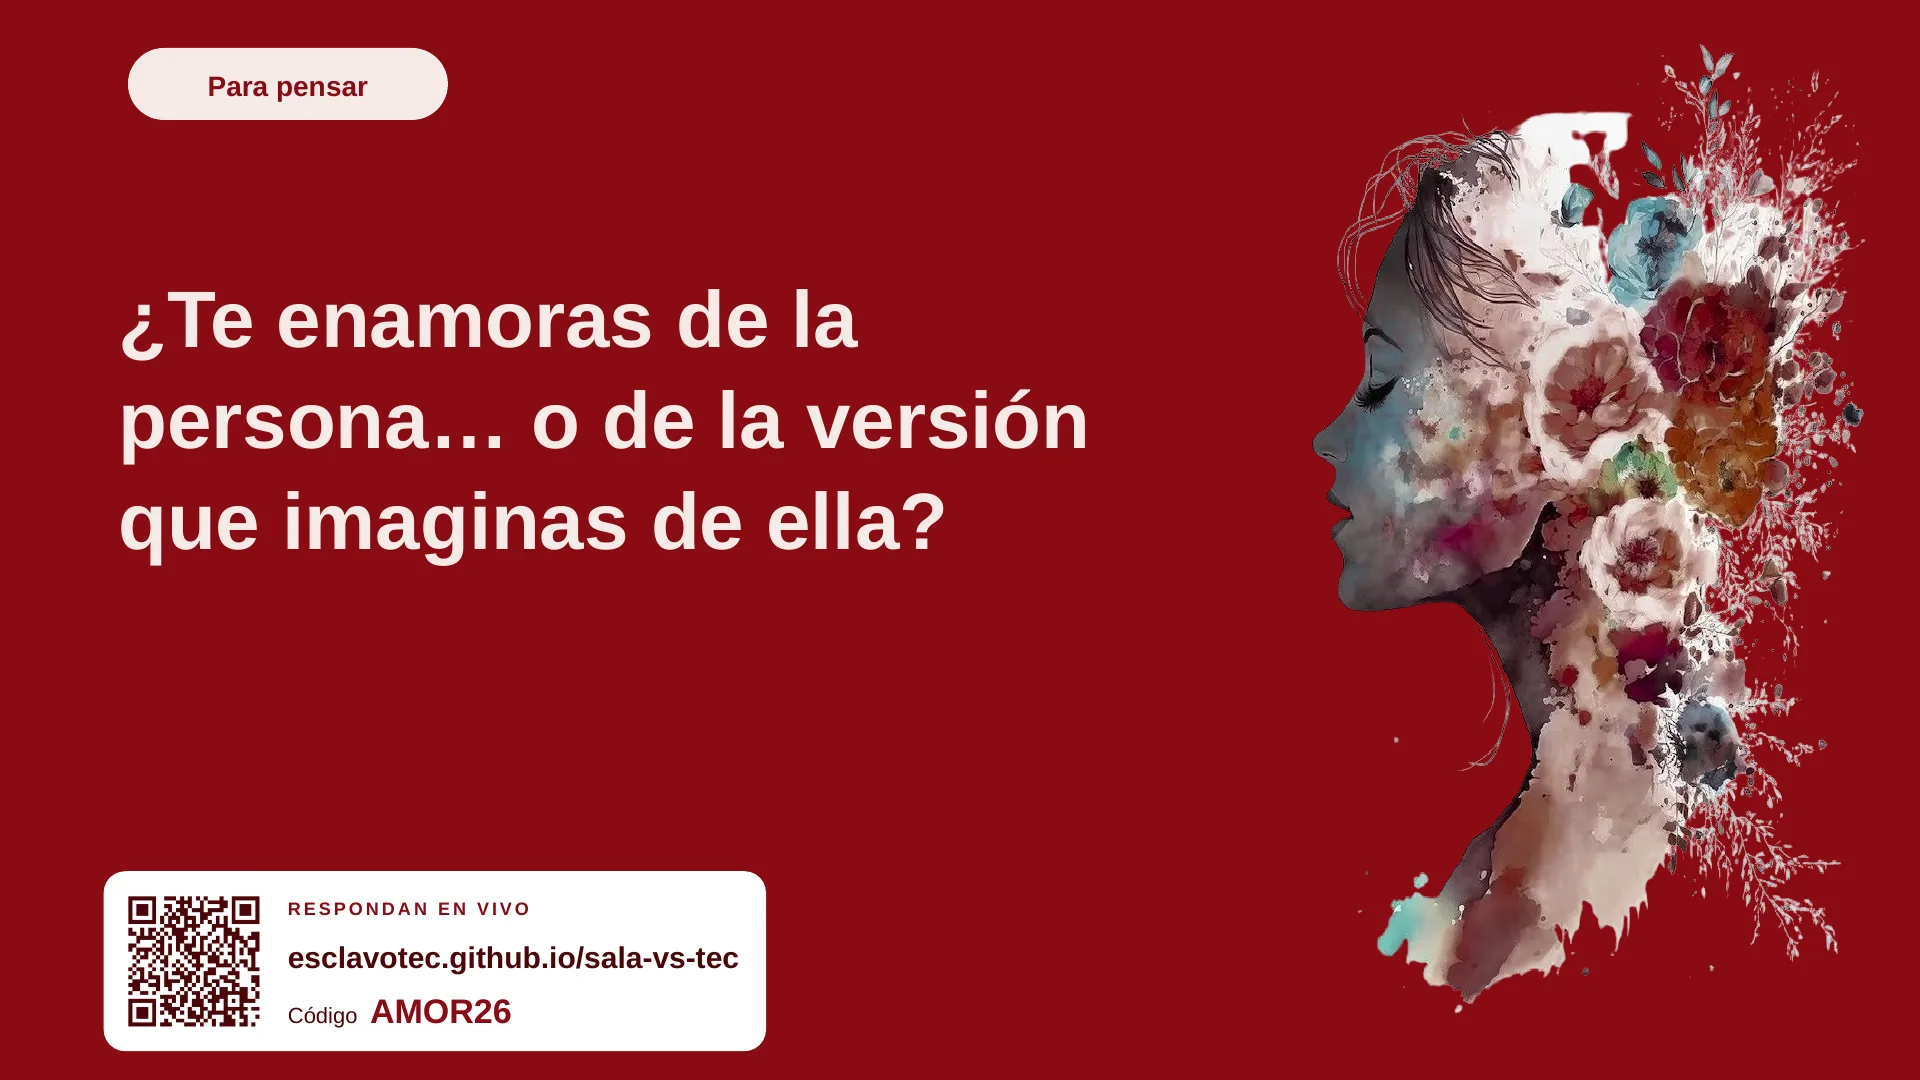 Para pensar
¿Te enamoras de la
persona… o de la versión
que imaginas de ella?
RESPONDAN EN VIVO
esclavotec.github.io/sala-vs-tec
Código AMOR26